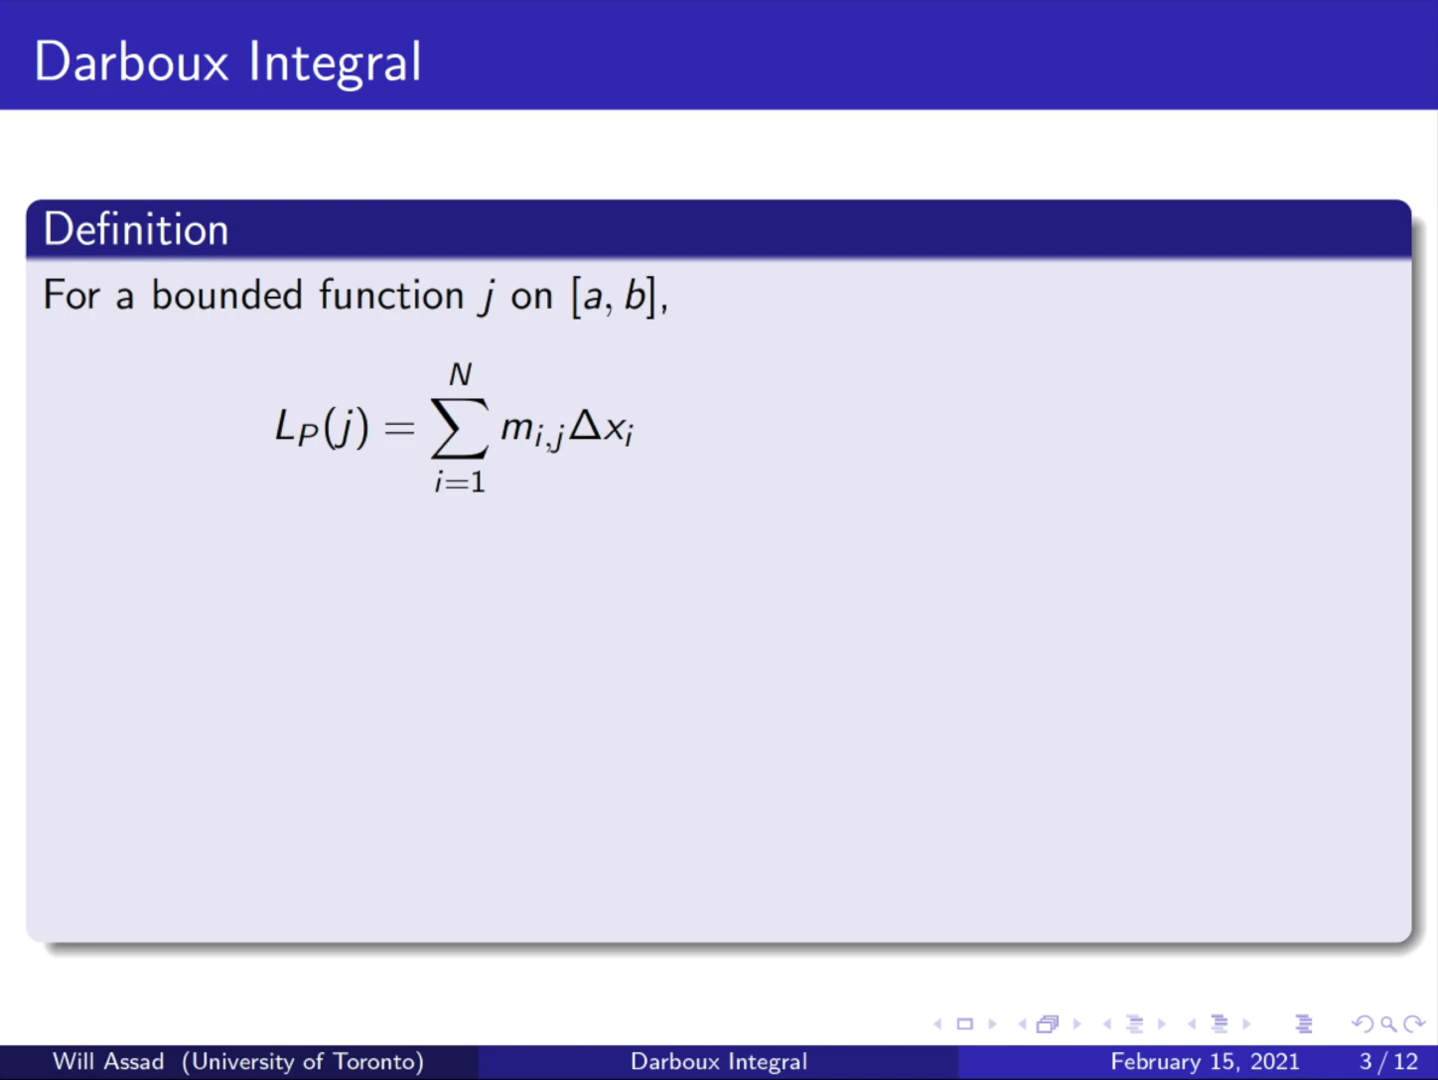 Darboux Integral
Definition
For a bounded function j on [a, b],
L_P(j) = \sum_{i=1}^{N} m_{i,j} Δx_i
Will Assad (University of Toronto) Darboux Integral February 15, 2021 3 / 12